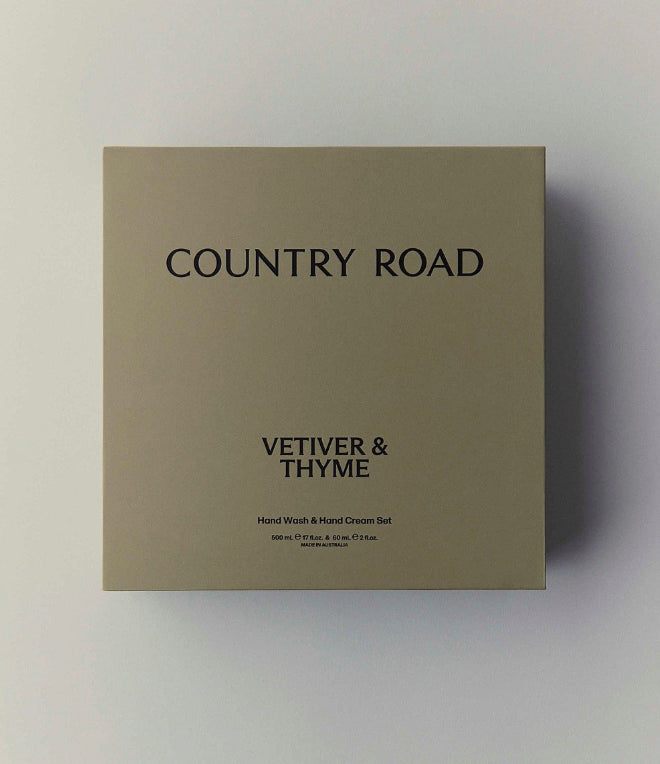 COUNTRY ROAD
VETIVER &
THYME
Hand Wash & Hand Cream Set
500 mL ℮ 17 fl.oz. & 60 mL ℮ 2 fl.oz.
MADE IN AUSTRALIA